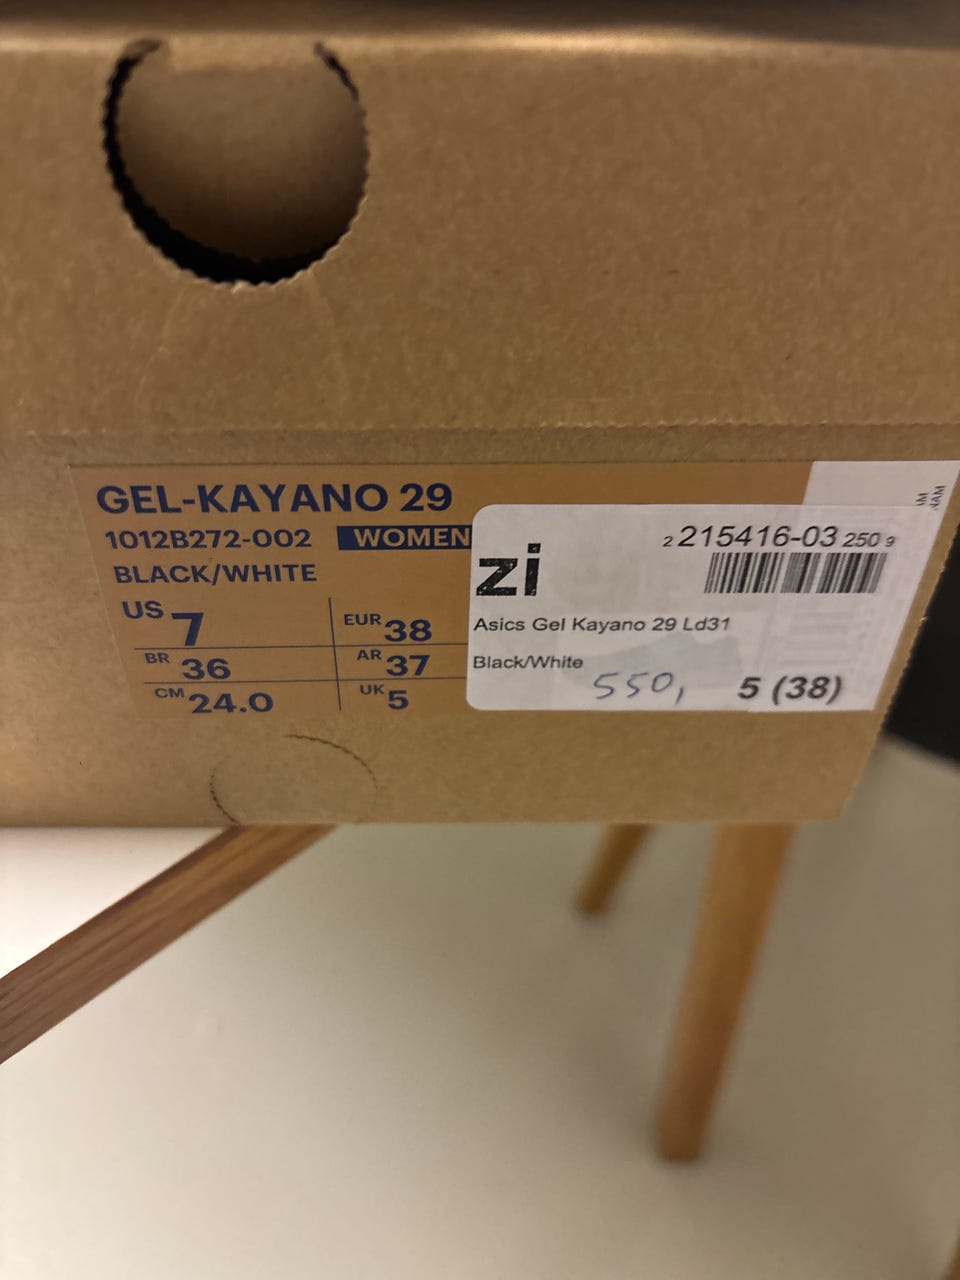 GEL-KAYANO 29
1012B272-002 WOMEN
BLACK/WHITE
US 7 EUR 38
BR 36 AR 37
CM 24.0 UK 5
zi
2 215416-03 250 9
Asics Gel Kayano 29 Ld31
Black/White
550,
5 (38)